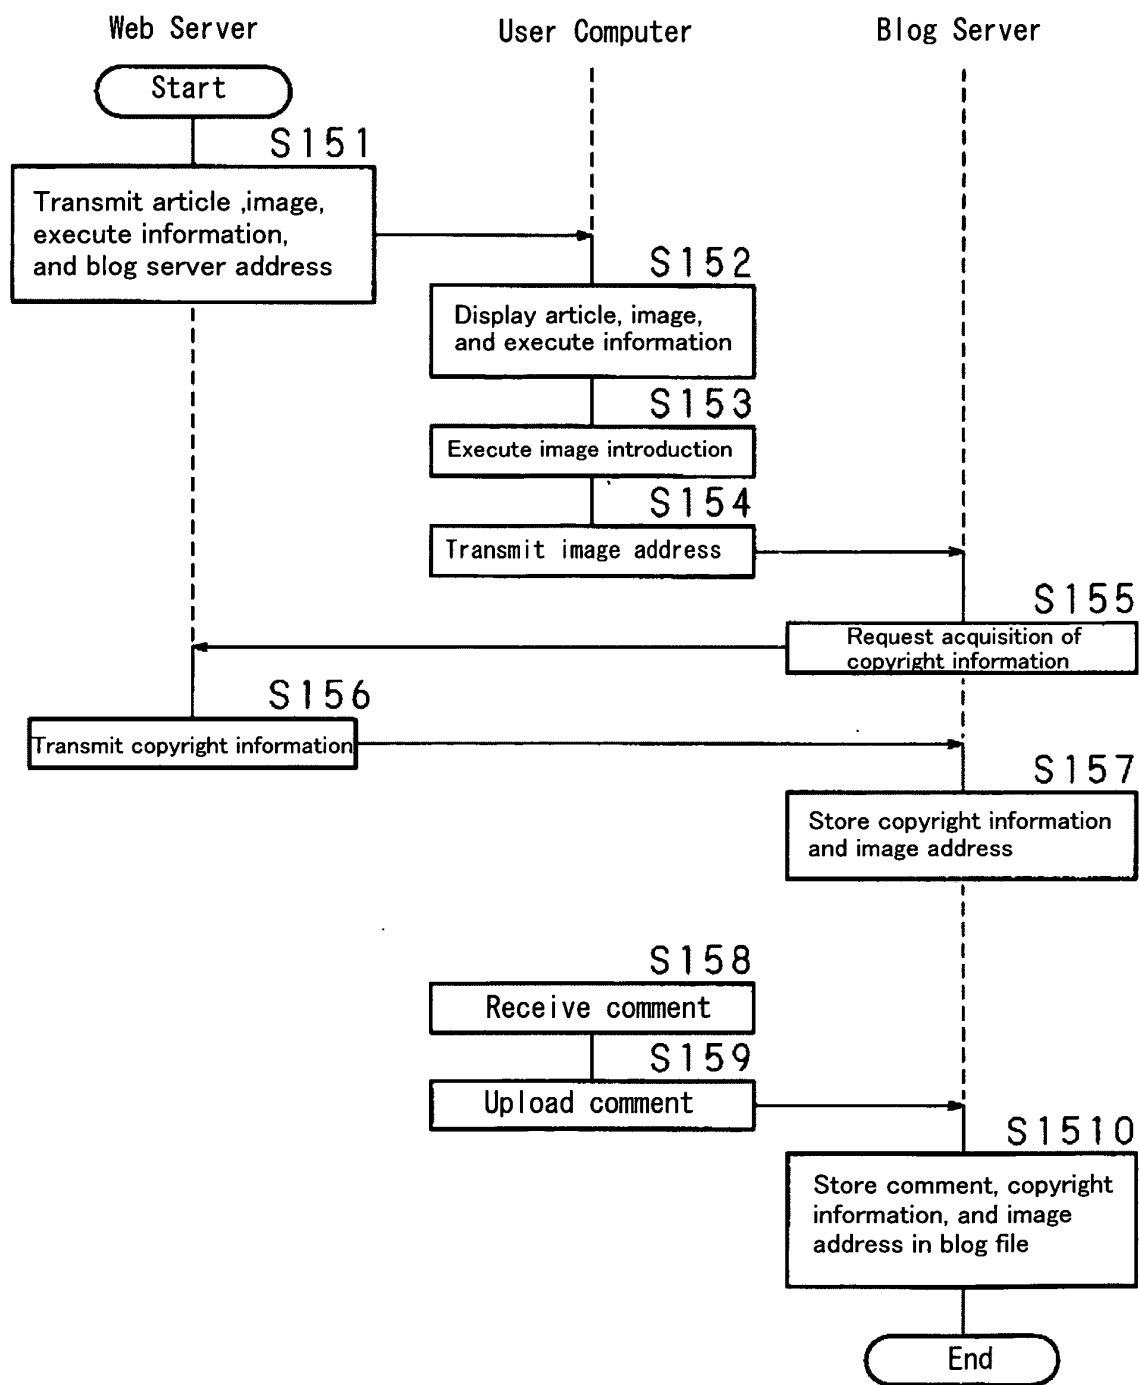 Web Server
User Computer
Blog Server
Start
S151
Transmit article ,image,
execute information,
and blog server address
S152
Display article, image,
and execute information
S153
Execute image introduction
S154
Transmit image address
S155
Request acquisition of
copyright information
S156
Transmit copyright information
S157
Store copyright information
and image address
S158
Receive comment
S159
Upload comment
S1510
Store comment, copyright
information, and image
address in blog file
End